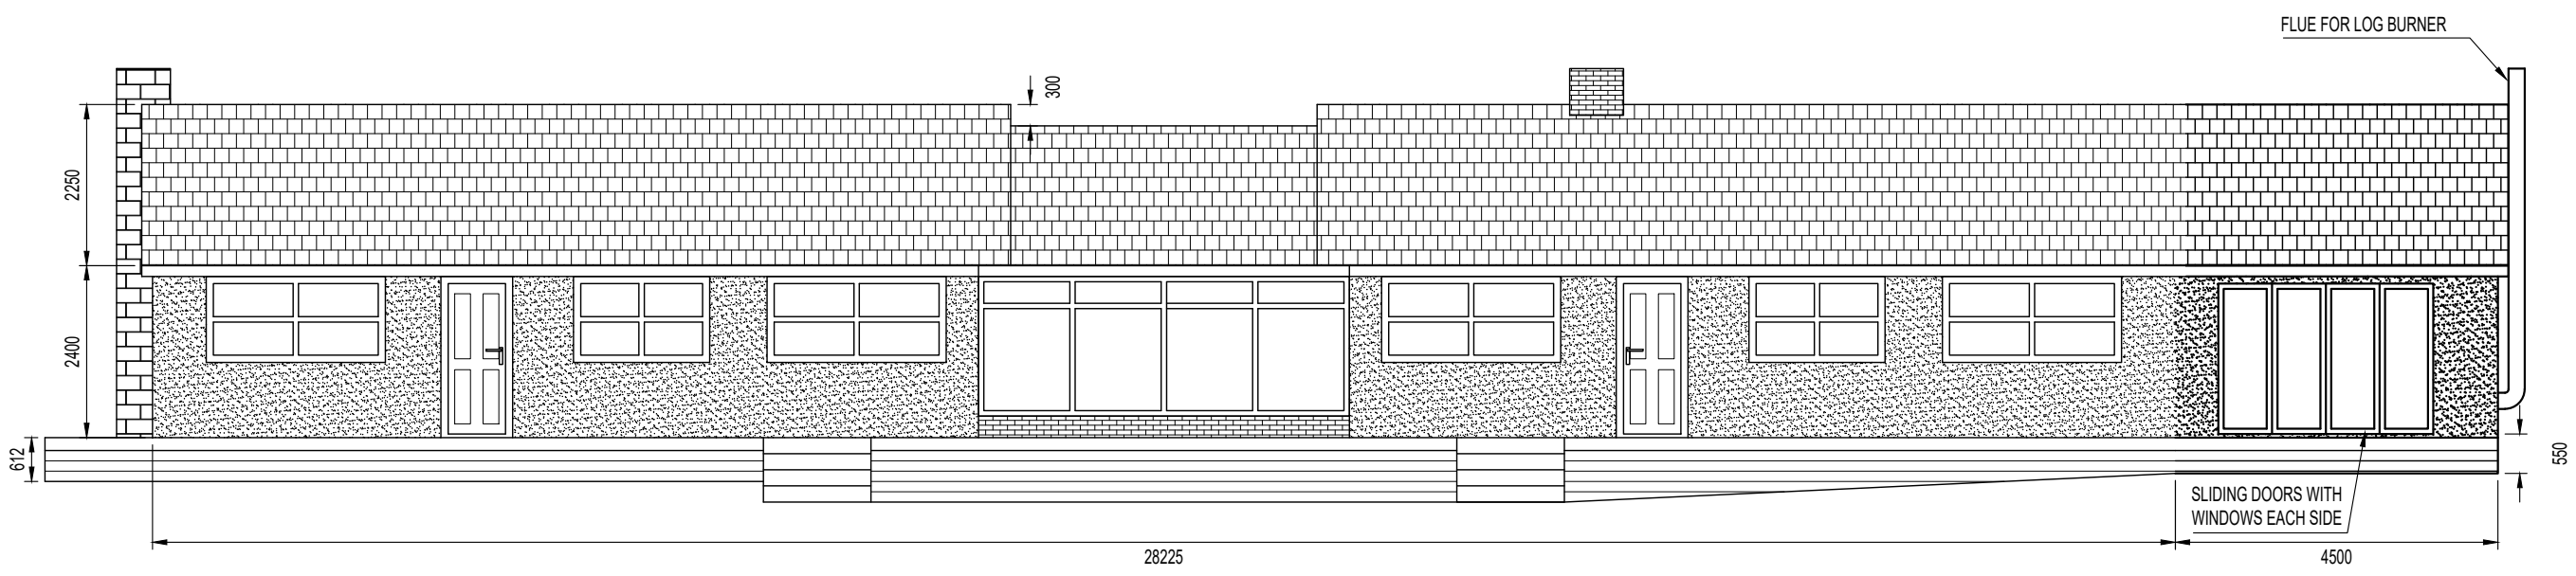 FLUE FOR LOG BURNER
300
2250
2400
612
550
SLIDING DOORS WITH
WINDOWS EACH SIDE
28225
4500